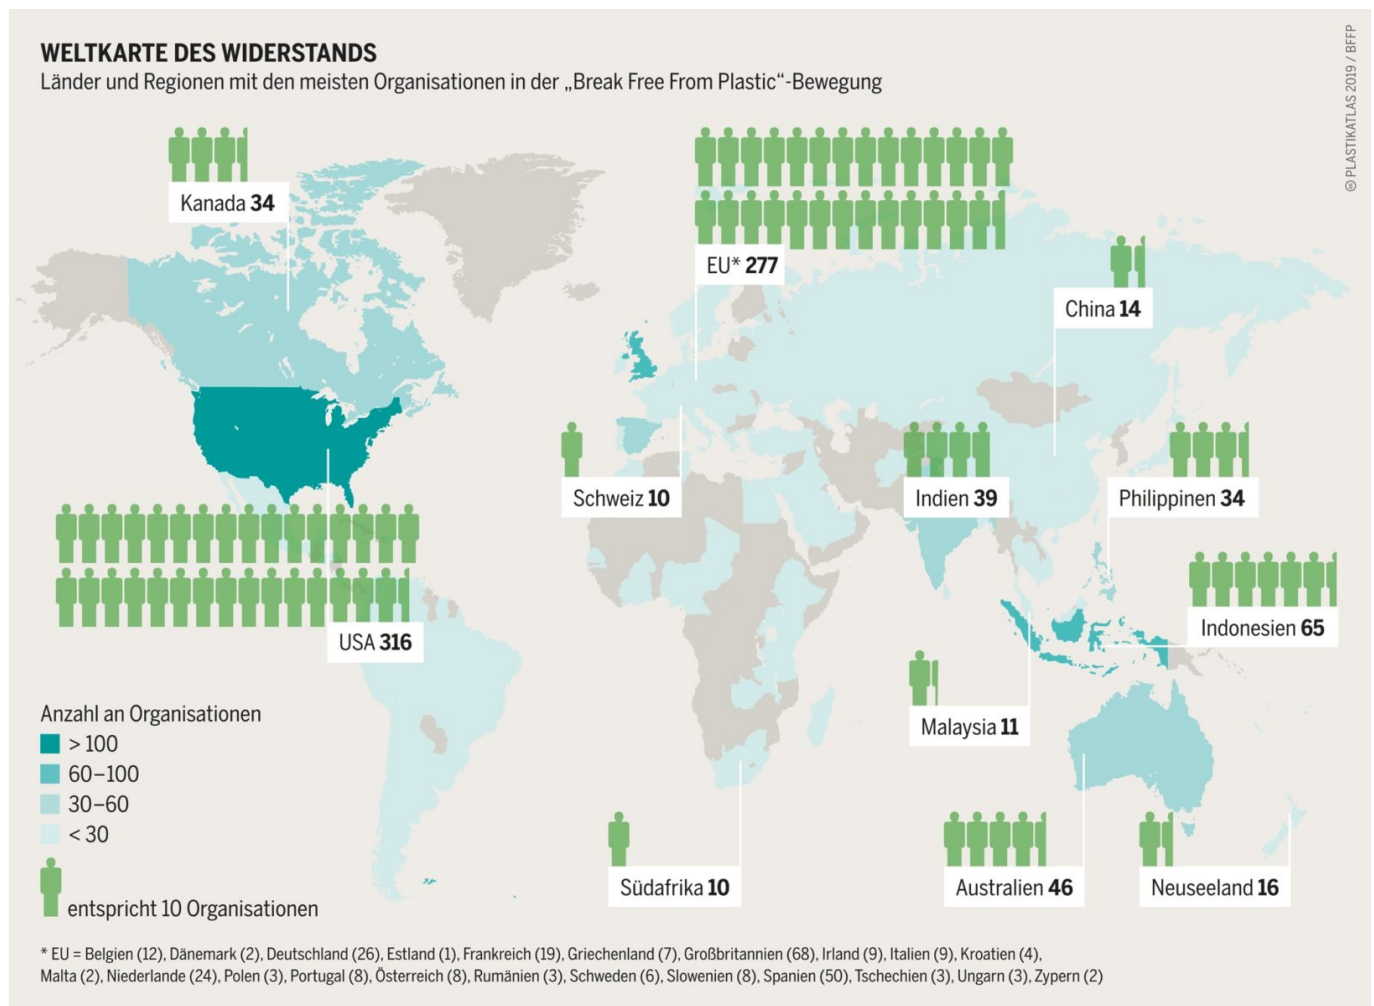 WELTKARTE DES WIDERSTANDS
Länder und Regionen mit den meisten Organisationen in der „Break Free From Plastic“-Bewegung
Kanada 34
EU* 277
China 14
Schweiz 10
Indien 39
Philippinen 34
Indonesien 65
USA 316
Malaysia 11
Südafrika 10
Australien 46
Neuseeland 16
Anzahl an Organisationen
> 100
60–100
30–60
< 30
entspricht 10 Organisationen
* EU = Belgien (12), Dänemark (2), Deutschland (26), Estland (1), Frankreich (19), Griechenland (7), Großbritannien (68), Irland (9), Italien (9), Kroatien (4),
Malta (2), Niederlande (24), Polen (3), Portugal (8), Österreich (8), Rumänien (3), Schweden (6), Slowenien (8), Spanien (50), Tschechien (3), Ungarn (3), Zypern (2)
PLASTIKATLAS 2019 / BFFP